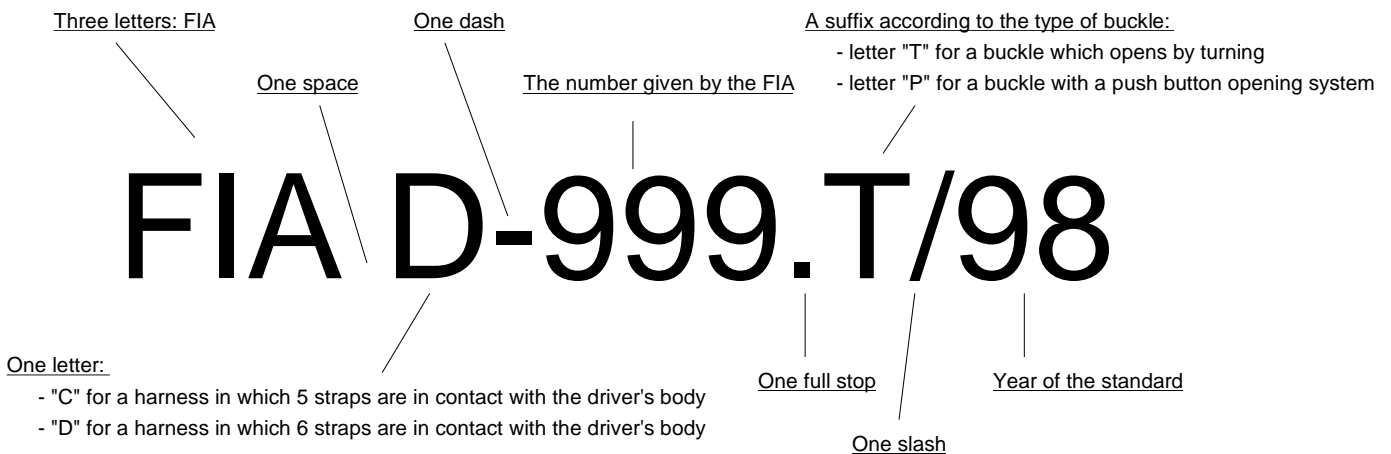 Three letters: FIA
One dash
A suffix according to the type of buckle:
- letter "T" for a buckle which opens by turning
One space
The number given by the FIA
- letter "P" for a buckle with a push button opening system
FIA D-999.T/98
One letter:
- "C" for a harness in which 5 straps are in contact with the driver's body
- "D" for a harness in which 6 straps are in contact with the driver's body
One full stop
Year of the standard
One slash